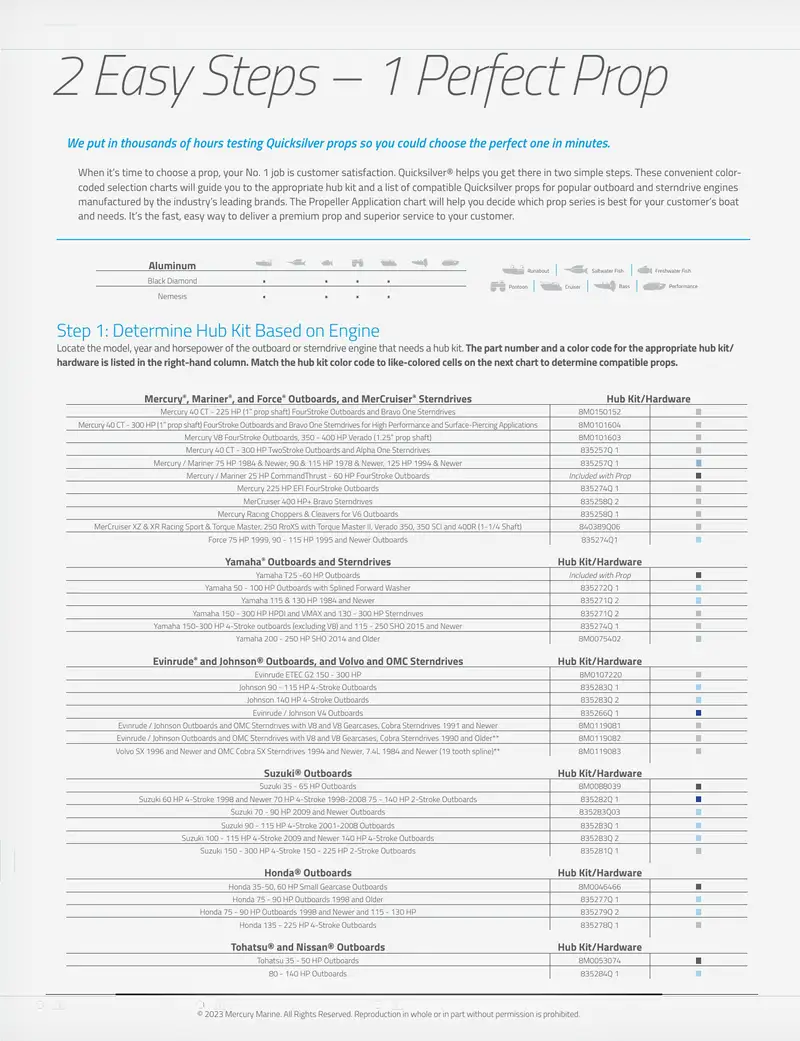 2 Easy Steps – 1 Perfect Prop
We put in thousands of hours testing Quicksilver props so you could choose the perfect one in minutes.
When it's time to choose a prop, your No. 1 job is customer satisfaction. Quicksilver® helps you get there in two simple steps. These convenient color-
coded selection charts will guide you to the appropriate hub kit and a list of compatible Quicksilver props for popular outboard and sterndrive engines
manufactured by the industry's leading brands. The Propeller Application chart will help you decide which prop series is best for your customer's boat
and needs. It's the fast, easy way to deliver a premium prop and superior service to your customer.
Aluminum
Runabout Saltwater Fish Freshwater Fish
Black Diamond • • • •
Pontoon Cruiser Bass Performance
Nemesis • • • •
Step 1: Determine Hub Kit Based on Engine
Locate the model, year and horsepower of the outboard or sterndrive engine that needs a hub kit. The part number and a color code for the appropriate hub kit/
hardware is listed in the right-hand column. Match the hub kit color code to like-colored cells on the next chart to determine compatible props.
Mercury®, Mariner®, and Force® Outboards, and MerCruiser® Sterndrives Hub Kit/Hardware
Mercury 40 CT - 225 HP (1" prop shaft) FourStroke Outboards and Bravo One Sterndrives 8M0150152
Mercury 40 CT - 300 HP (1" prop shaft) FourStroke Outboards and Bravo One Sterndrives for High Performance and Surface-Piercing Applications 8M0101604
Mercury V8 FourStroke Outboards, 350 - 400 HP Verado (1.25" prop shaft) 8M0101603
Mercury 40 CT - 300 HP TwoStroke Outboards and Alpha One Sterndrives 835257Q 1
Mercury / Mariner 75 HP 1984 & Newer, 90 & 115 HP 1978 & Newer, 125 HP 1994 & Newer 835257Q 1
Mercury / Mariner 25 HP CommandThrust - 60 HP FourStroke Outboards Included with Prop
Mercury 225 HP EFI FourStroke Outboards 835274Q 1
MerCruiser 400 HP+ Bravo Sterndrives 835258Q 2
Mercury Racing Choppers & Cleavers for V6 Outboards 835258Q 1
MerCruiser XZ & XR Racing Sport & Torque Master, 250 RroXS with Torque Master II, Verado 350, 350 SCI and 400R (1-1/4 Shaft) 840389Q06
Force 75 HP 1999, 90 - 115 HP 1995 and Newer Outboards 835274Q1
Yamaha® Outboards and Sterndrives Hub Kit/Hardware
Yamaha T25 -60 HP Outboards Included with Prop
Yamaha 50 - 100 HP Outboards with Splined Forward Washer 835272Q 1
Yamaha 115 & 130 HP 1984 and Newer 835271Q 2
Yamaha 150 - 300 HP HPDI and VMAX and 130 - 300 HP Sterndrives 835271Q 2
Yamaha 150-300 HP 4-Stroke outboards (excluding V8) and 115 - 250 SHO 2015 and Newer 835274Q 1
Yamaha 200 - 250 HP SHO 2014 and Older 8M0075402
Evinrude® and Johnson® Outboards, and Volvo and OMC Sterndrives Hub Kit/Hardware
Evinrude ETEC G2 150 - 300 HP 8M0107220
Johnson 90 - 115 HP 4-Stroke Outboards 835283Q 1
Johnson 140 HP 4-Stroke Outboards 835283Q 2
Evinrude / Johnson V4 Outboards 835266Q 1
Evinrude / Johnson Outboards and OMC Sterndrives with V8 and V8 Gearcases, Cobra Sterndrives 1991 and Newer 8M0119081
Evinrude / Johnson Outboards and OMC Sterndrives with V8 and V8 Gearcases, Cobra Sterndrives 1990 and Older** 8M0119082
Volvo SX 1996 and Newer and OMC Cobra SX Sterndrives 1994 and Newer, 7.4L 1984 and Newer (19 tooth spline)** 8M0119083
Suzuki® Outboards Hub Kit/Hardware
Suzuki 35 - 65 HP Outboards 8M0088039
Suzuki 60 HP 4-Stroke 1998 and Newer 70 HP 4-Stroke 1998-2008 75 - 140 HP 2-Stroke Outboards 835282Q 1
Suzuki 70 - 90 HP 2009 and Newer Outboards 835283Q03
Suzuki 90 - 115 HP 4-Stroke 2001-2008 Outboards 835283Q 1
Suzuki 100 - 115 HP 4-Stroke 2009 and Newer 140 HP 4-Stroke Outboards 835283Q 2
Suzuki 150 - 300 HP 4-Stroke 150 - 225 HP 2-Stroke Outboards 835281Q 1
Honda® Outboards Hub Kit/Hardware
Honda 35-50, 60 HP Small Gearcase Outboards 8M0046466
Honda 75 - 90 HP Outboards 1998 and Older 835277Q 1
Honda 75 - 90 HP Outboards 1998 and Newer and 115 - 130 HP 835279Q 2
Honda 135 - 225 HP 4-Stroke Outboards 835278Q 1
Tohatsu® and Nissan® Outboards Hub Kit/Hardware
Tohatsu 35 - 50 HP Outboards 8M0053074
80 - 140 HP Outboards 835284Q 1
© 2023 Mercury Marine. All Rights Reserved. Reproduction in whole or in part without permission is prohibited.